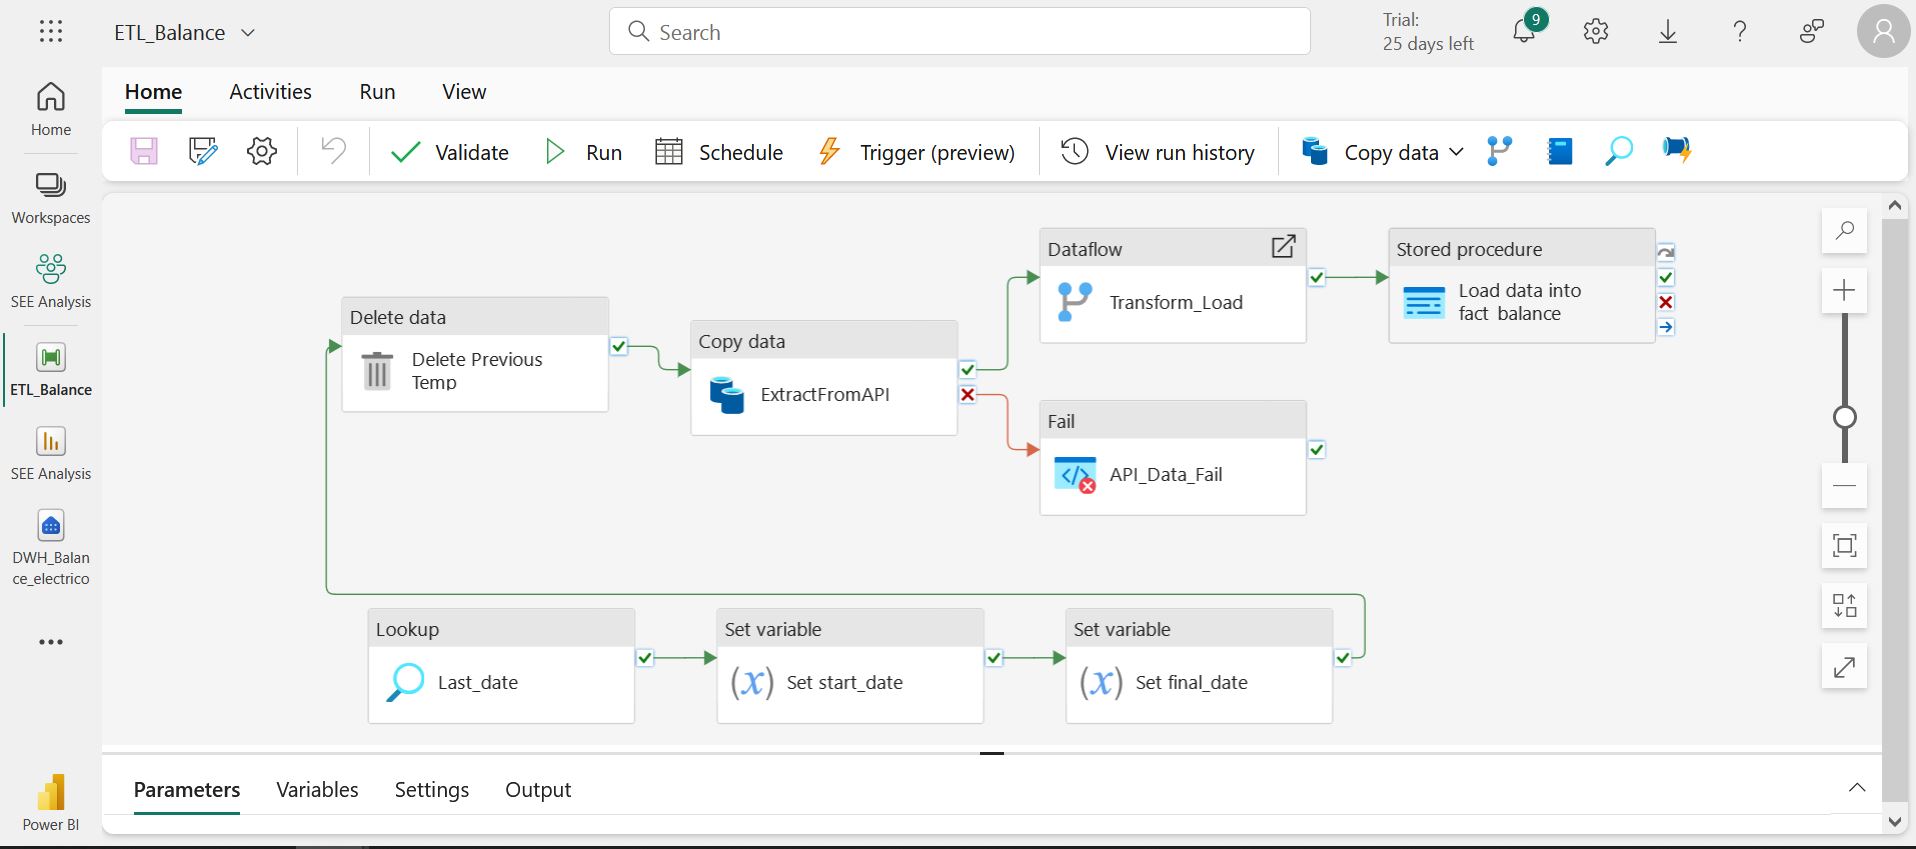 ETL_Balance
Search
Trial:
25 days left
9
Home
Workspaces
SEE Analysis
ETL_Balance
SEE Analysis
DWH_Balan
ce_electrico
Power BI
Home
Activities
Run
View
Validate
Run
Schedule
Trigger (preview)
View run history
Copy data
Dataflow
Transform_Load
Stored procedure
Load data into
fact_balance
Delete data
Delete Previous
Temp
Copy data
ExtractFromAPI
Fail
API_Data_Fail
Lookup
Last_date
Set variable
(x)
Set start_date
Set variable
(x)
Set final_date
Parameters
Variables
Settings
Output